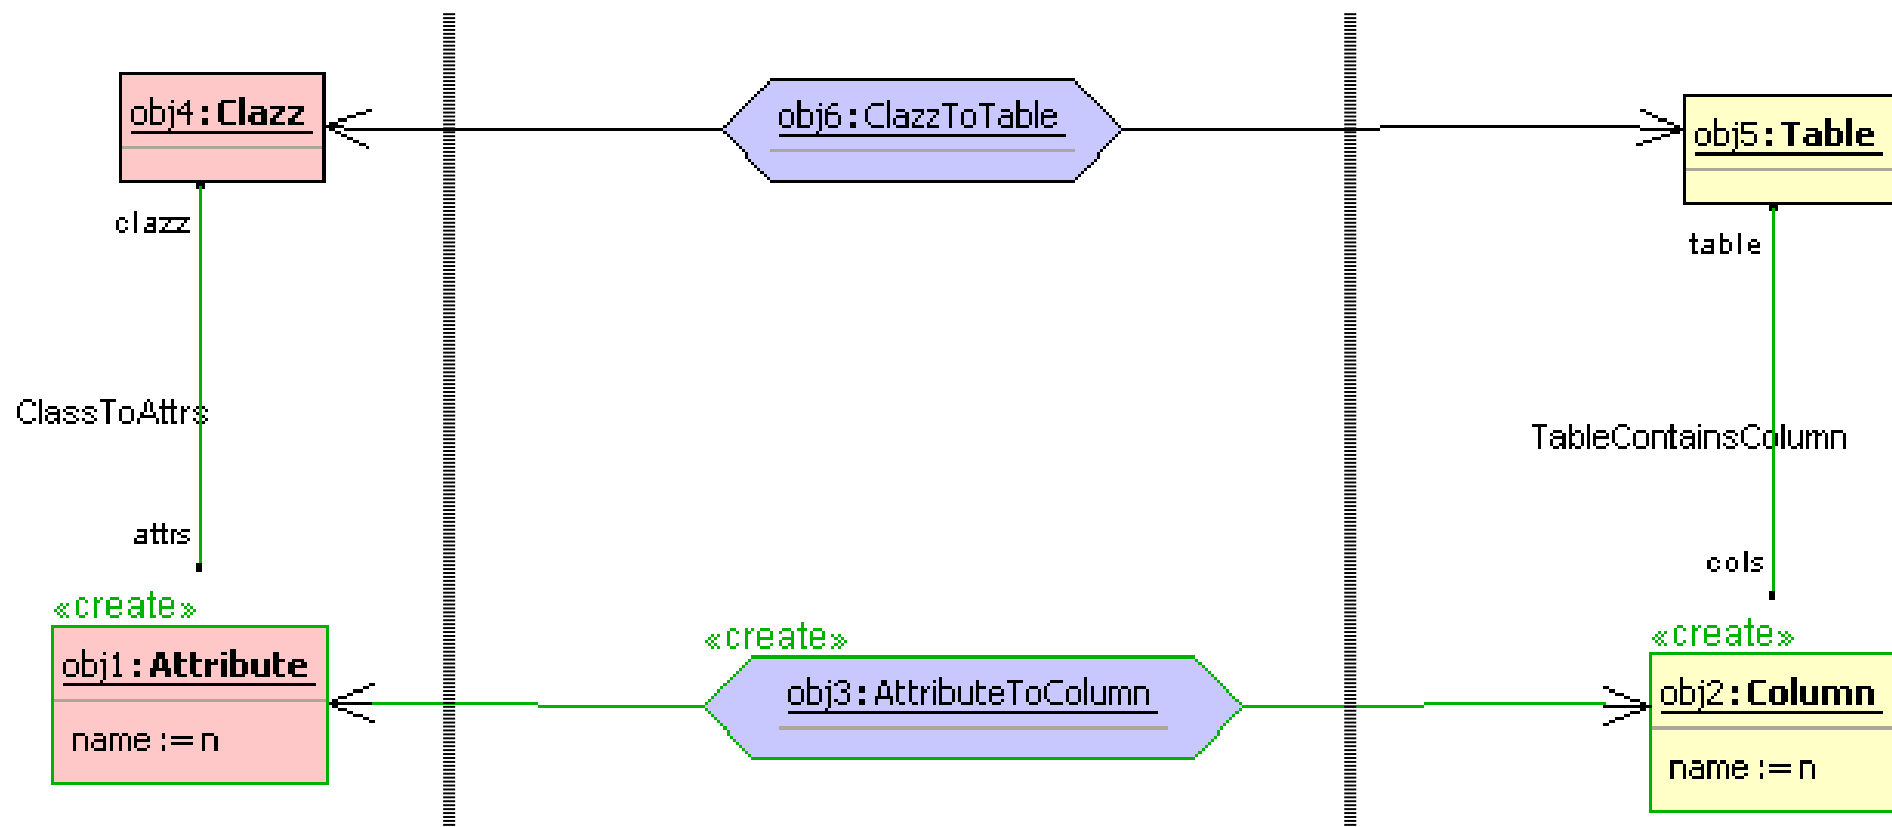 obj4:Clazz
obj6:ClazzToTable
obj5:Table
clazz
table
ClassToAttrs
TableContainsColumn
attrs
cols
«create»
«create»
«create»
obj1:Attribute
obj3:AttributeToColumn
obj2:Column
name := n
name := n